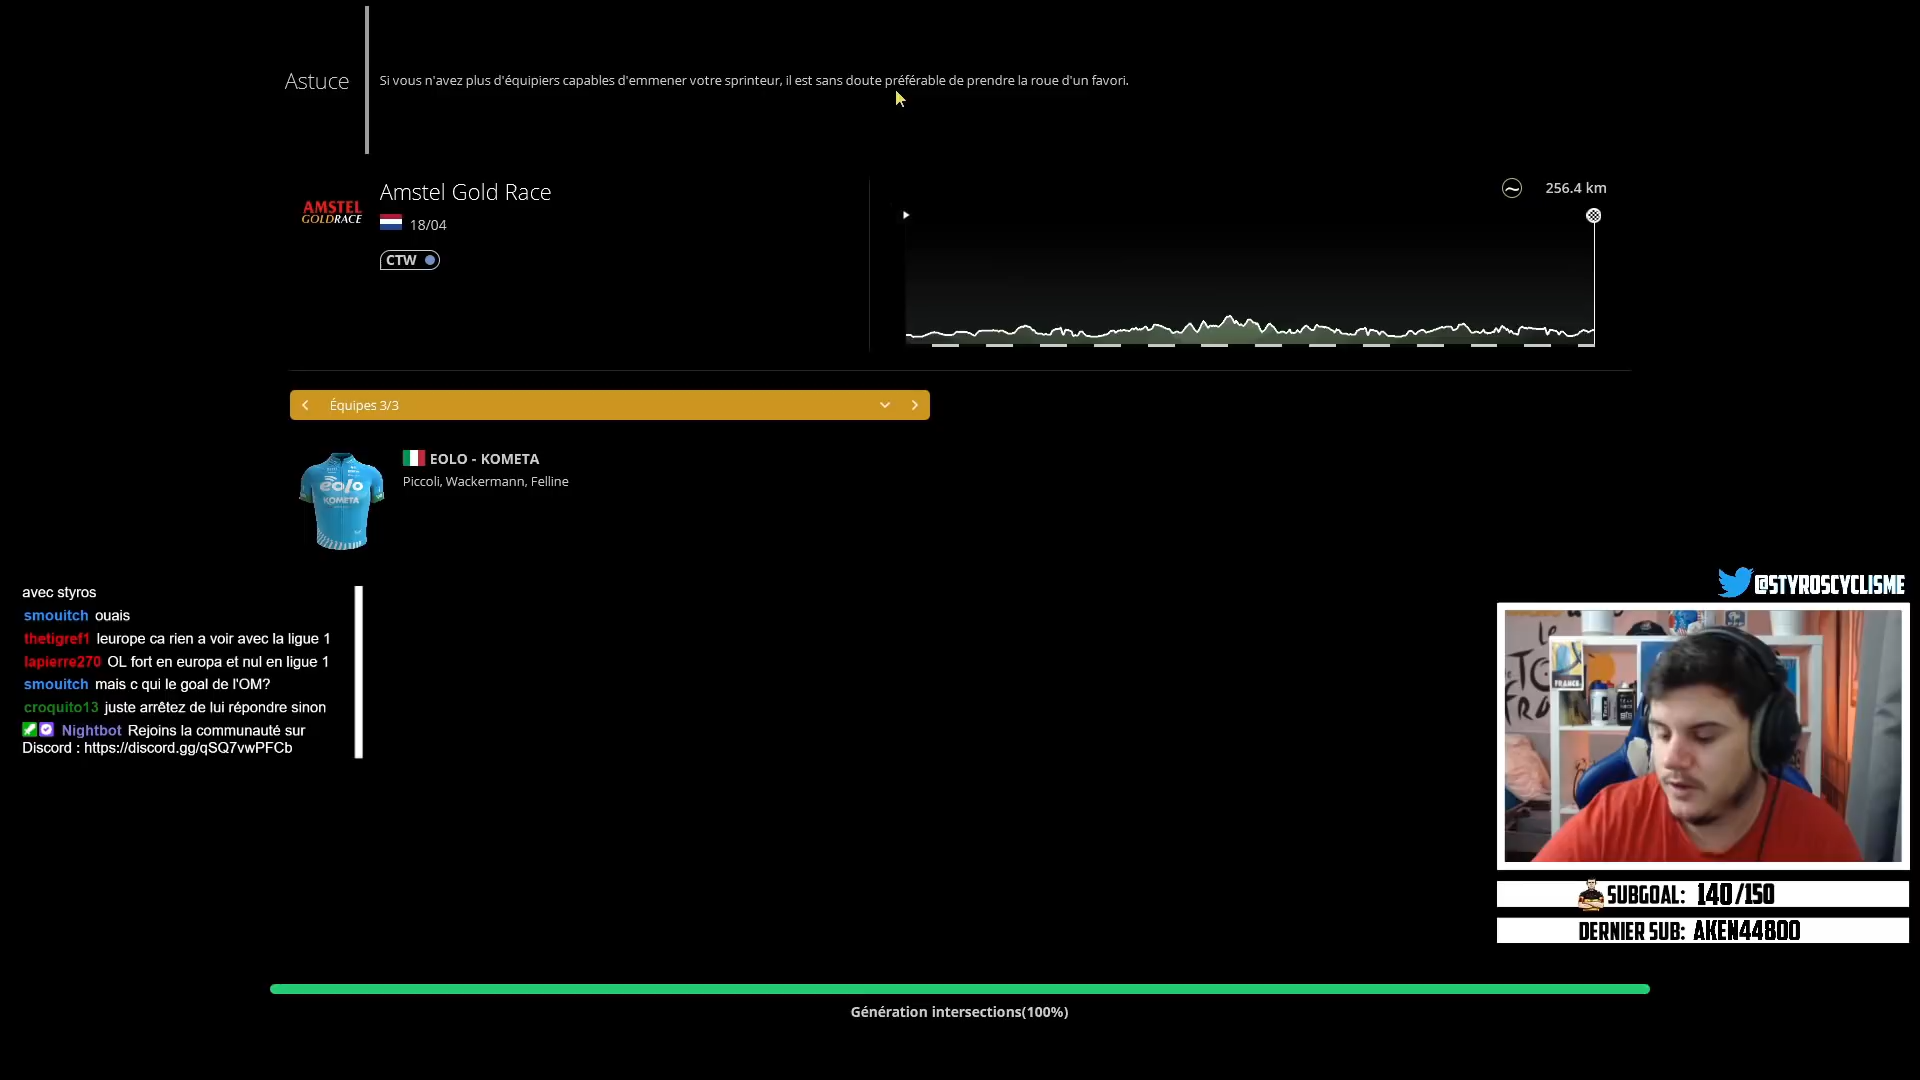 Astuce
Si vous n'avez plus d'équipiers capables d'emmener votre sprinteur, il est sans doute préférable de prendre la roue d'un favori.
AMSTEL
GOLDRACE
Amstel Gold Race
18/04
CTW
256.4 km
Équipes 3/3
EOLO - KOMETA
Piccoli, Wackermann, Felline
eolo
KOMETA
avec styros
smouitch ouais
thetigref1 leurope ca rien a voir avec la ligue 1
lapierre270 OL fort en europa et nul en ligue 1
smouitch mais c qui le goal de l'OM?
croquito13 juste arrêtez de lui répondre sinon
Nightbot Rejoins la communauté sur
Discord : https://discord.gg/qSQ7vwPFCb
@STYROSCYCLISME
LE
FRANCE
SUBGOAL: 140/150
DERNIER SUB: AKEN44800
Génération intersections(100%)